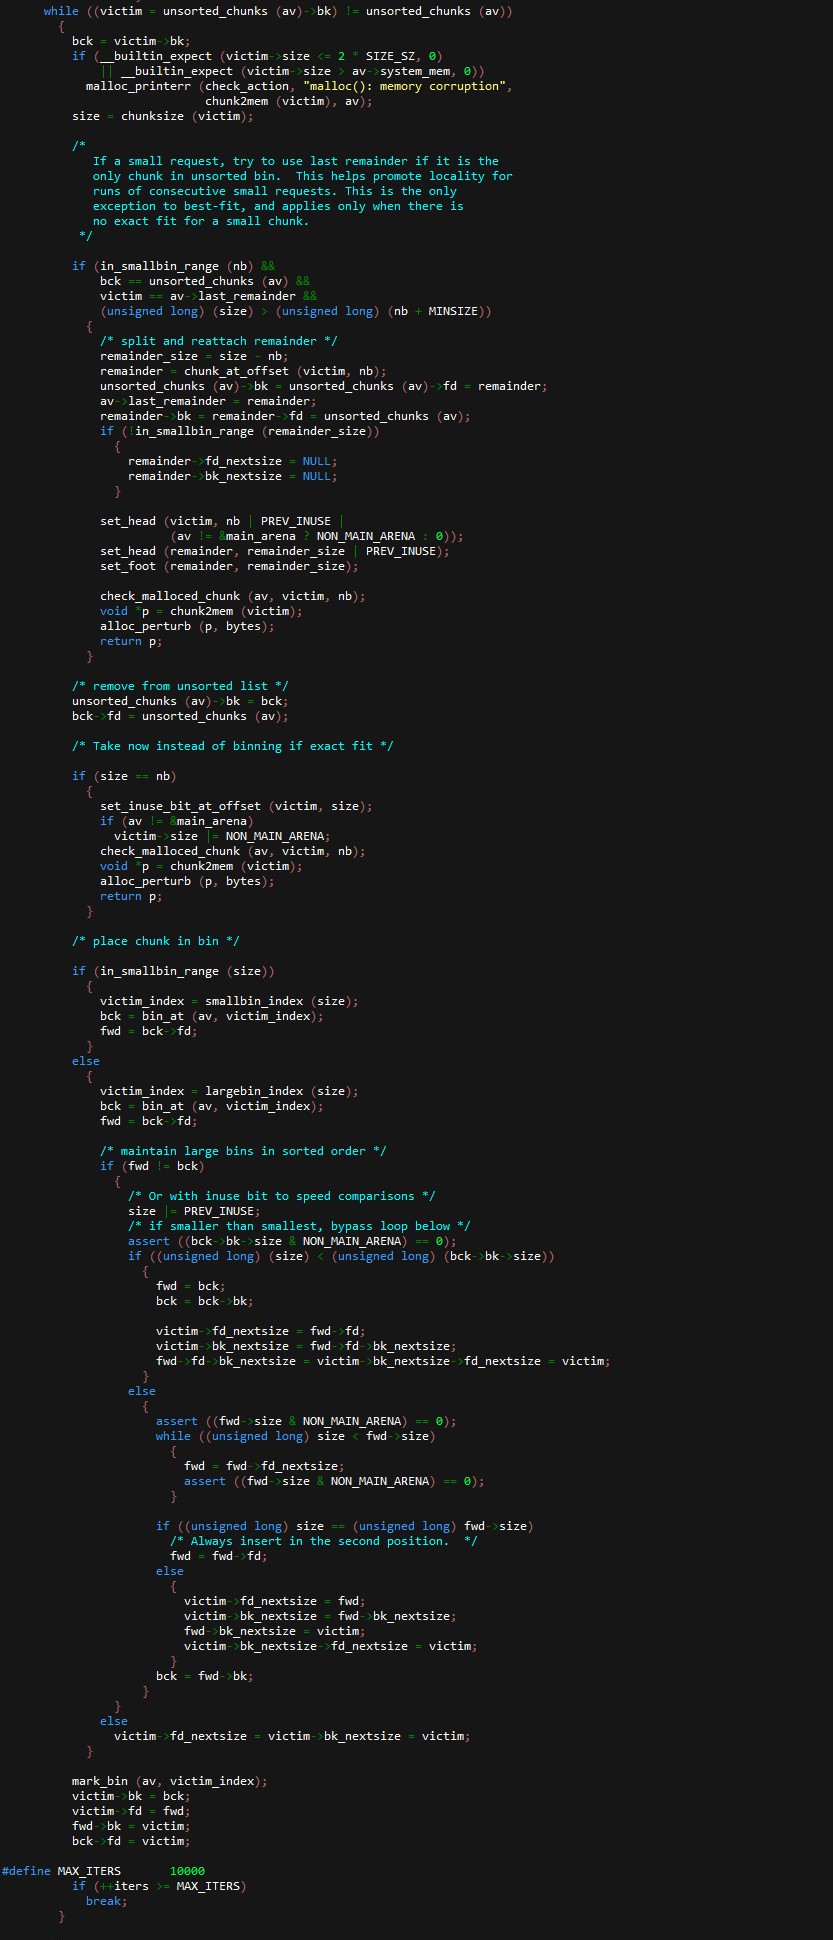 while ((victim = unsorted_chunks (av)->bk) != unsorted_chunks (av))
{
bck = victim->bk;
if (__builtin_expect (victim->size <= 2 * SIZE_SZ, 0)
|| __builtin_expect (victim->size > av->system_mem, 0))
malloc_printerr (check_action, "malloc(): memory corruption",
chunk2mem (victim), av);
size = chunksize (victim);
/*
If a small request, try to use last remainder if it is the
only chunk in unsorted bin.  This helps promote locality for
runs of consecutive small requests. This is the only
exception to best-fit, and applies only when there is
no exact fit for a small chunk.
*/
if (in_smallbin_range (nb) &&
bck == unsorted_chunks (av) &&
victim == av->last_remainder &&
(unsigned long) (size) > (unsigned long) (nb + MINSIZE))
{
/* split and reattach remainder */
remainder_size = size - nb;
remainder = chunk_at_offset (victim, nb);
unsorted_chunks (av)->bk = unsorted_chunks (av)->fd = remainder;
av->last_remainder = remainder;
remainder->bk = remainder->fd = unsorted_chunks (av);
if (!in_smallbin_range (remainder_size))
{
remainder->fd_nextsize = NULL;
remainder->bk_nextsize = NULL;
}
set_head (victim, nb | PREV_INUSE |
(av != &main_arena ? NON_MAIN_ARENA : 0));
set_head (remainder, remainder_size | PREV_INUSE);
set_foot (remainder, remainder_size);
check_malloced_chunk (av, victim, nb);
void *p = chunk2mem (victim);
alloc_perturb (p, bytes);
return p;
}
/* remove from unsorted list */
unsorted_chunks (av)->bk = bck;
bck->fd = unsorted_chunks (av);
/* Take now instead of binning if exact fit */
if (size == nb)
{
set_inuse_bit_at_offset (victim, size);
if (av != &main_arena)
victim->size |= NON_MAIN_ARENA;
check_malloced_chunk (av, victim, nb);
void *p = chunk2mem (victim);
alloc_perturb (p, bytes);
return p;
}
/* place chunk in bin */
if (in_smallbin_range (size))
{
victim_index = smallbin_index (size);
bck = bin_at (av, victim_index);
fwd = bck->fd;
}
else
{
victim_index = largebin_index (size);
bck = bin_at (av, victim_index);
fwd = bck->fd;
/* maintain large bins in sorted order */
if (fwd != bck)
{
/* Or with inuse bit to speed comparisons */
size |= PREV_INUSE;
/* if smaller than smallest, bypass loop below */
assert ((bck->bk->size & NON_MAIN_ARENA) == 0);
if ((unsigned long) (size) < (unsigned long) (bck->bk->size))
{
fwd = bck;
bck = bck->bk;
victim->fd_nextsize = fwd->fd;
victim->bk_nextsize = fwd->fd->bk_nextsize;
fwd->fd->bk_nextsize = victim->bk_nextsize->fd_nextsize = victim;
}
else
{
assert ((fwd->size & NON_MAIN_ARENA) == 0);
while ((unsigned long) size < fwd->size)
{
fwd = fwd->fd_nextsize;
assert ((fwd->size & NON_MAIN_ARENA) == 0);
}
if ((unsigned long) size == (unsigned long) fwd->size)
/* Always insert in the second position.  */
fwd = fwd->fd;
else
{
victim->fd_nextsize = fwd;
victim->bk_nextsize = fwd->bk_nextsize;
fwd->bk_nextsize = victim;
victim->bk_nextsize->fd_nextsize = victim;
}
bck = fwd->bk;
}
}
else
victim->fd_nextsize = victim->bk_nextsize = victim;
}
mark_bin (av, victim_index);
victim->bk = bck;
victim->fd = fwd;
fwd->bk = victim;
bck->fd = victim;
#define MAX_ITERS       10000
if (++iters >= MAX_ITERS)
break;
}